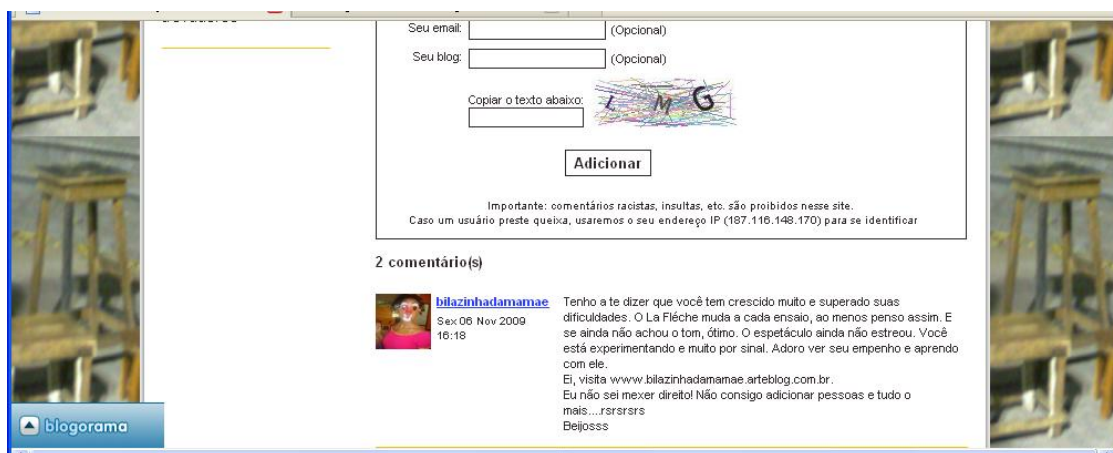 Seu email:
(Opcional)
Seu blog:
(Opcional)
Copiar o texto abaixo:
L M G
Adicionar
Importante: comentários racistas, insultas, etc. são proibidos nesse site.
Caso um usuário preste queixa, usaremos o seu endereço IP (187.116.148.170) para se identificar
2 comentário(s)
bilazinhadamamae
Sex 06 Nov 2009
16:18
Tenho a te dizer que você tem crescido muito e superado suas
dificuldades. O La Fléche muda a cada ensaio, ao menos penso assim. E
se ainda não achou o tom, ótimo. O espetáculo ainda não estreou. Você
está experimentando e muito por sinal. Adoro ver seu empenho e aprendo
com ele.
Ei, visita www.bilazinhadamamae.arteblog.com.br.
Eu não sei mexer direito! Não consigo adicionar pessoas e tudo o
mais....rsrsrsrs
Beijosss
blogorama